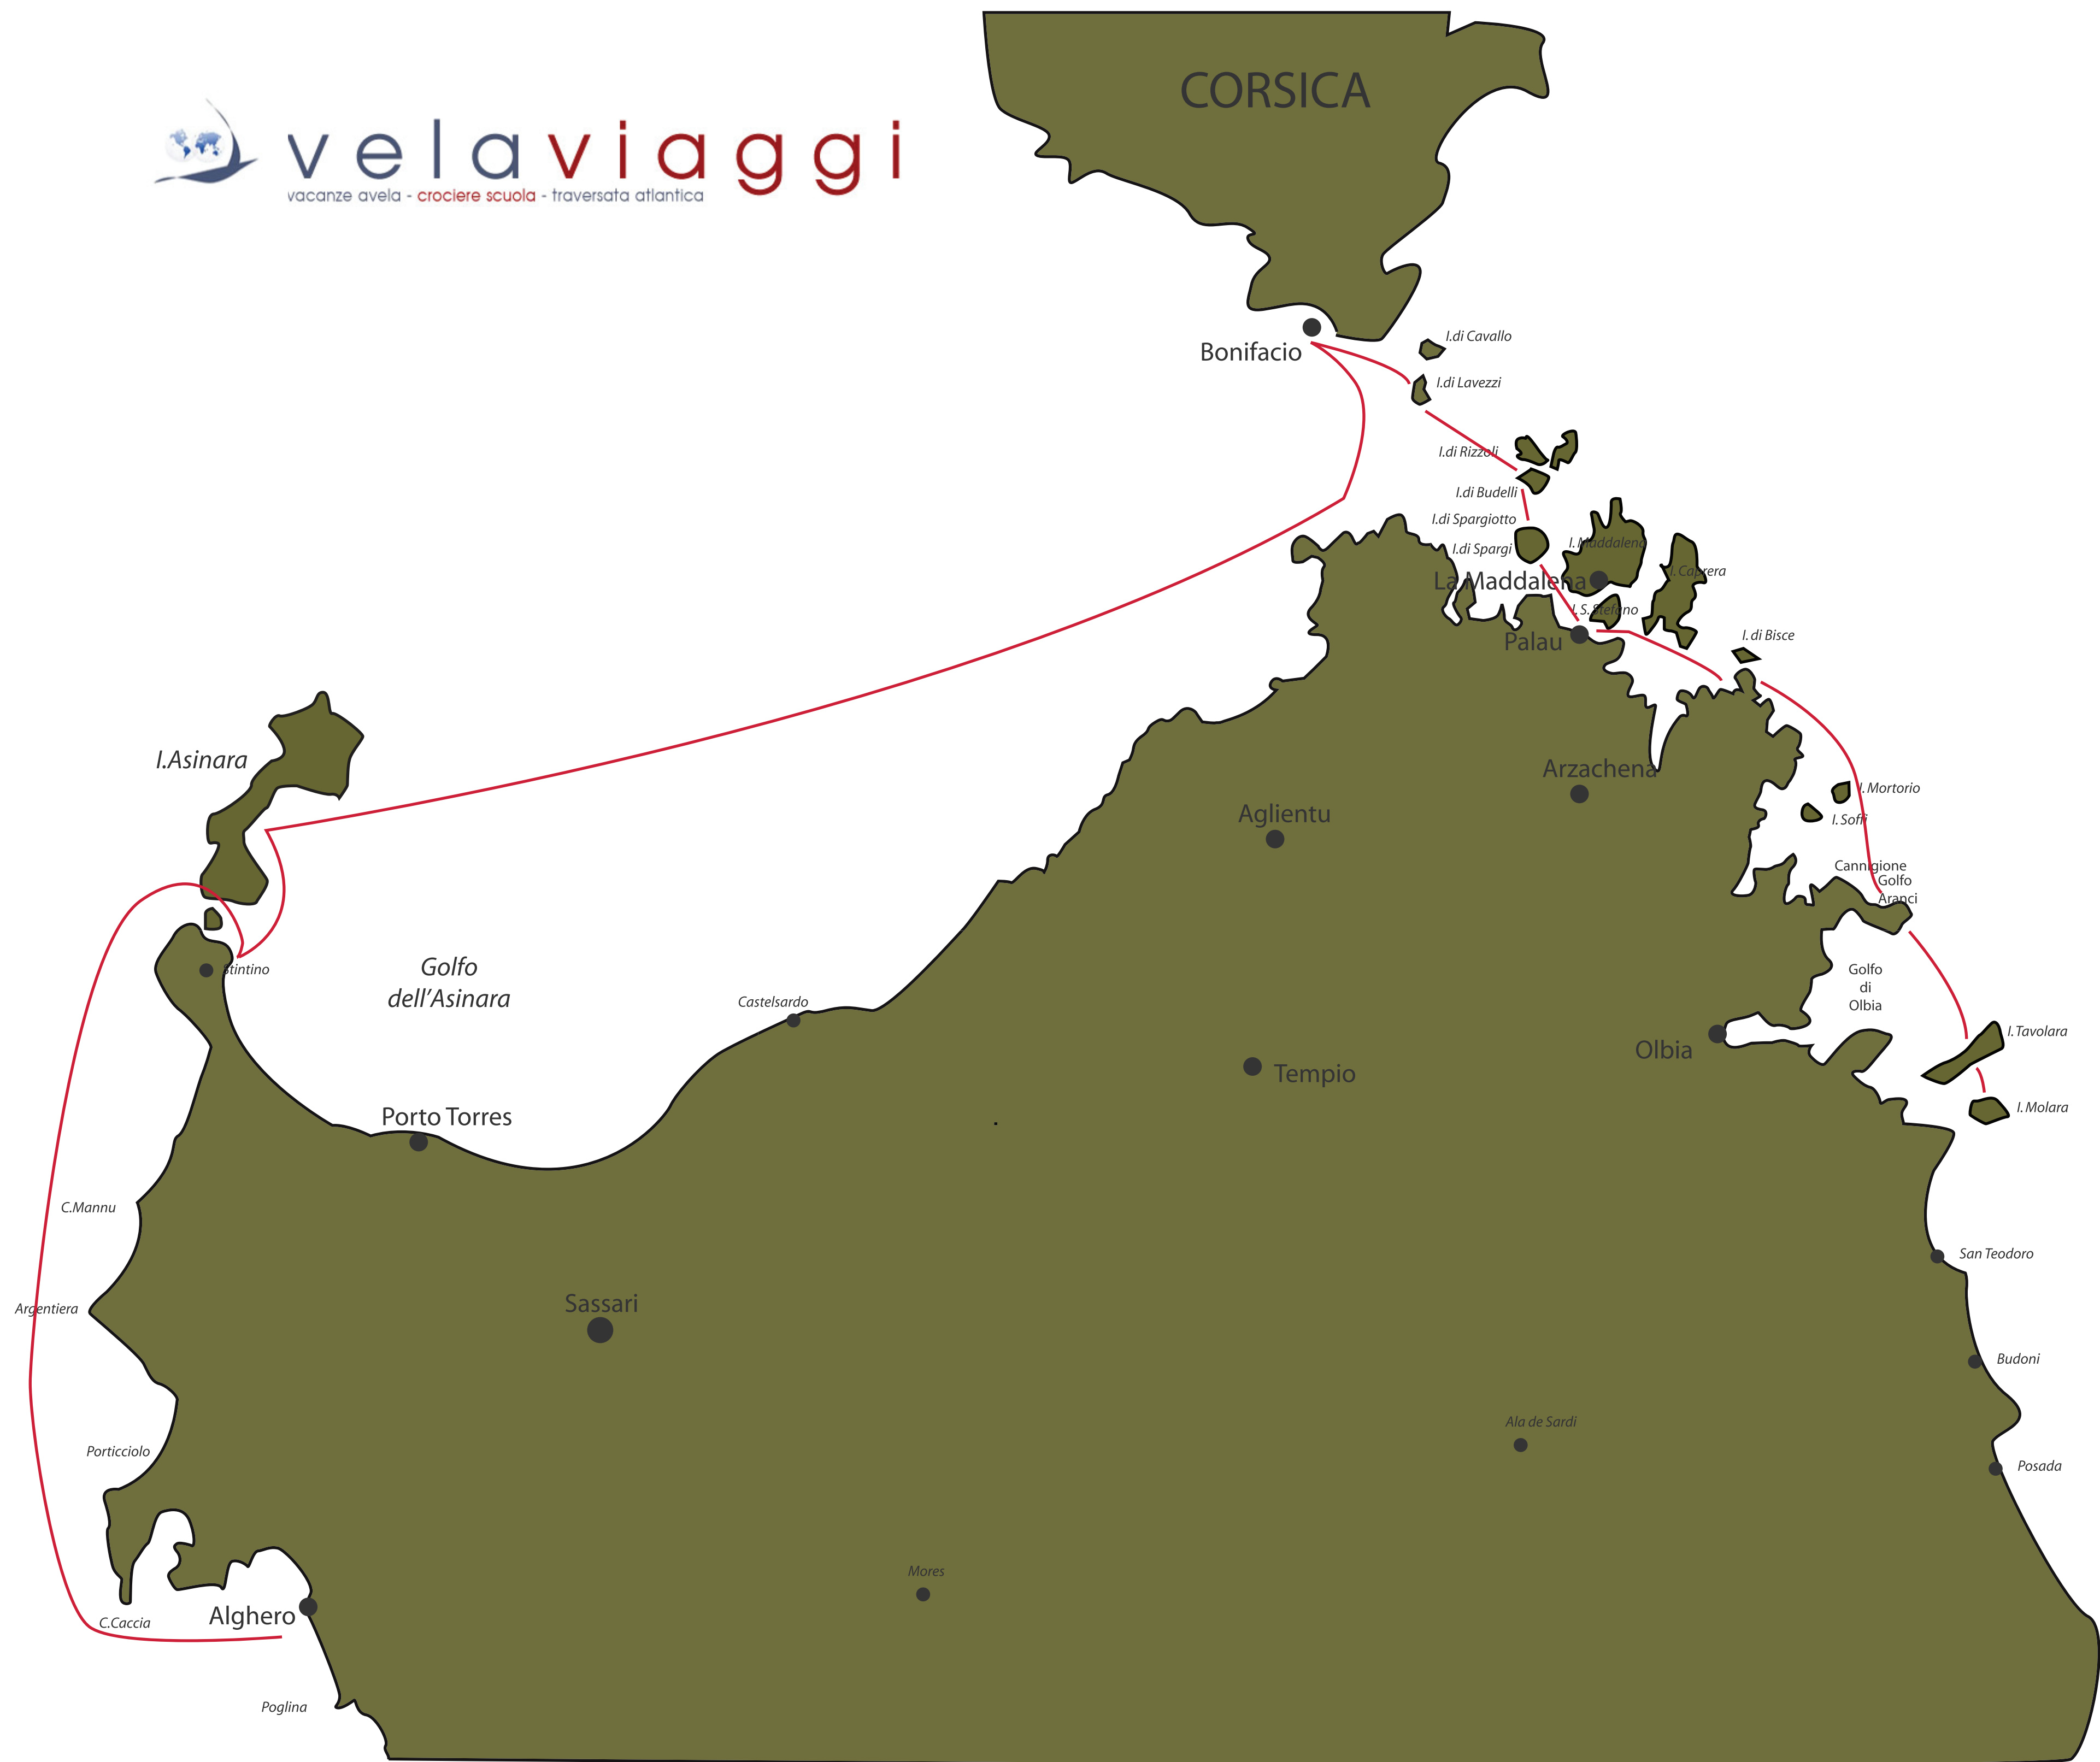 CORSICA
velaviaggi
vacanze avela - crociere scuola - traversata atlantica
Bonifacio
I.di Cavallo
I.di Lavezzi
I.di Rizzoli
I.di Budelli
I.di Spargiotto
I.di Spargi
I. Maddalena
La Maddalena
I. Caprera
I. S. Stefano
Palau
I. di Bisce
I.Asinara
Arzachena
I. Mortorio
Aglientu
I. Soffi
Cannigione
Golfo
Aranci
Stintino
Golfo
dell'Asinara
Golfo
di
Olbia
Castelsardo
I. Tavolara
Olbia
Tempio
Porto Torres
I. Molara
C.Mannu
San Teodoro
Argentiera
Sassari
Budoni
Ala de Sardi
Porticciolo
Posada
Mores
Alghero
C.Caccia
Poglina